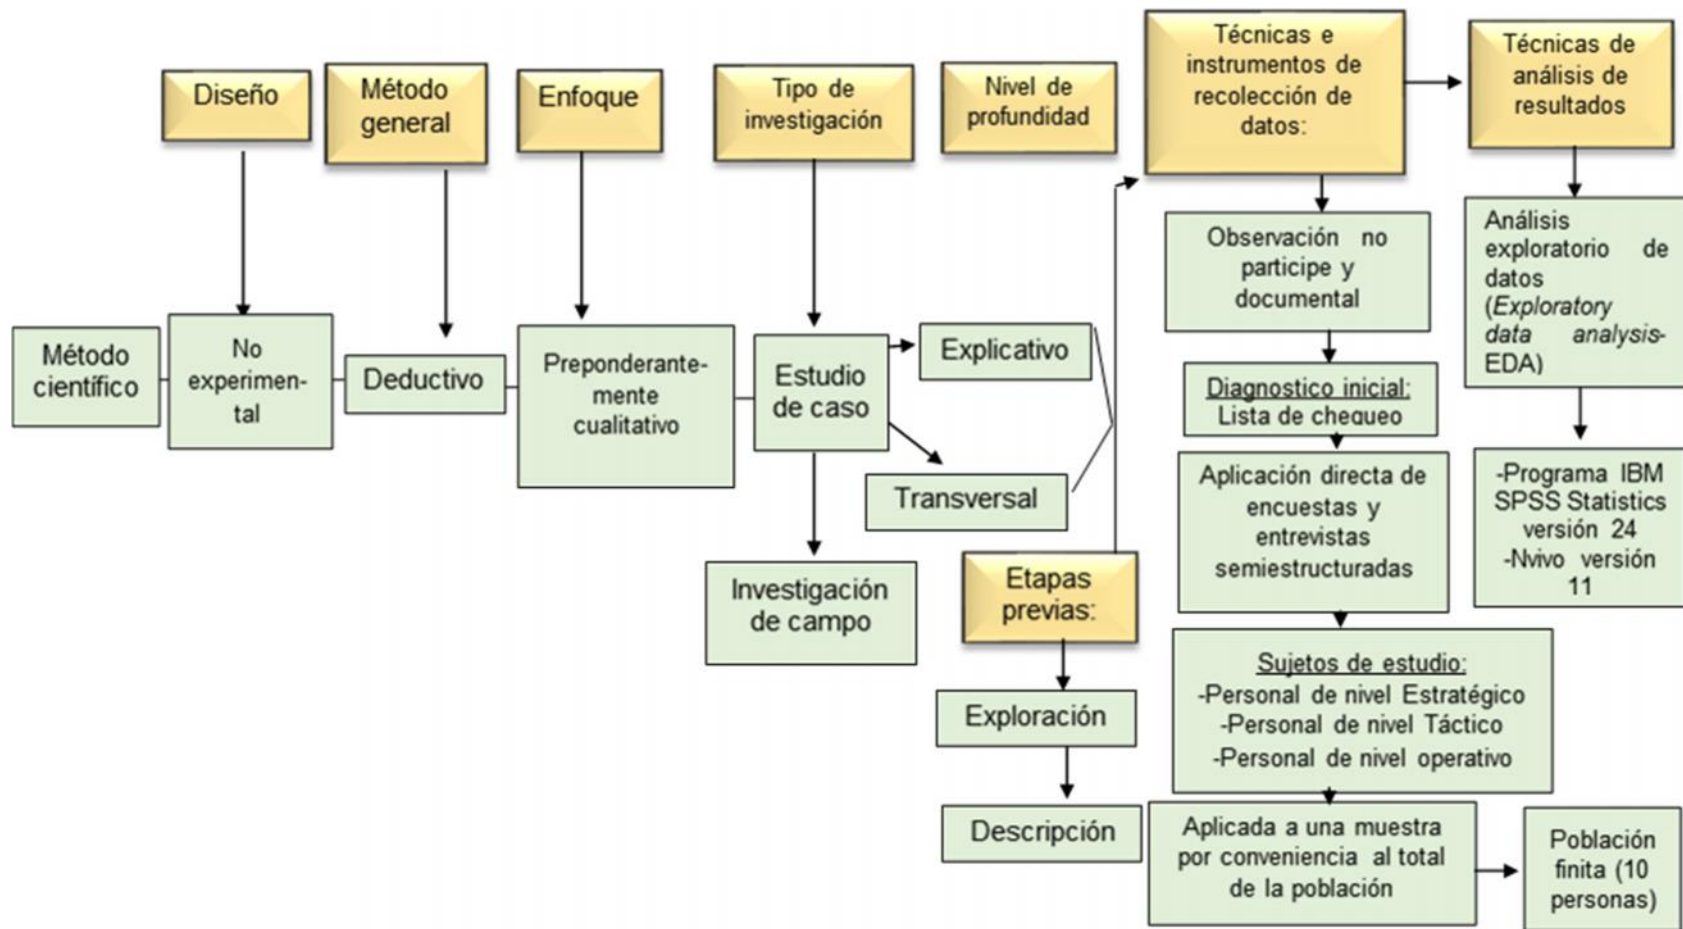 Diseño
Método
general
Enfoque
Tipo de
investigación
Nivel de
profundidad
Técnicas e
instrumentos de
recolección de
datos:
Técnicas de
análisis de
resultados
Método
científico
No
experimen-
tal
Deductivo
Preponderante-
mente
cualitativo
Estudio
de caso
Explicativo
Transversal
Investigación
de campo
Etapas
previas:
Exploración
Descripción
Observación no
participe y
documental
Diagnostico inicial:
Lista de chequeo
Aplicación directa de
encuestas y
entrevistas
semiestructuradas
Sujetos de estudio:
-Personal de nivel Estratégico
-Personal de nivel Táctico
-Personal de nivel operativo
Aplicada a una muestra
por conveniencia al total
de la población
Población
finita (10
personas)
Análisis
exploratorio de
datos
(Exploratory
data analysis-
EDA)
-Programa IBM
SPSS Statistics
versión 24
-Nvivo versión
11